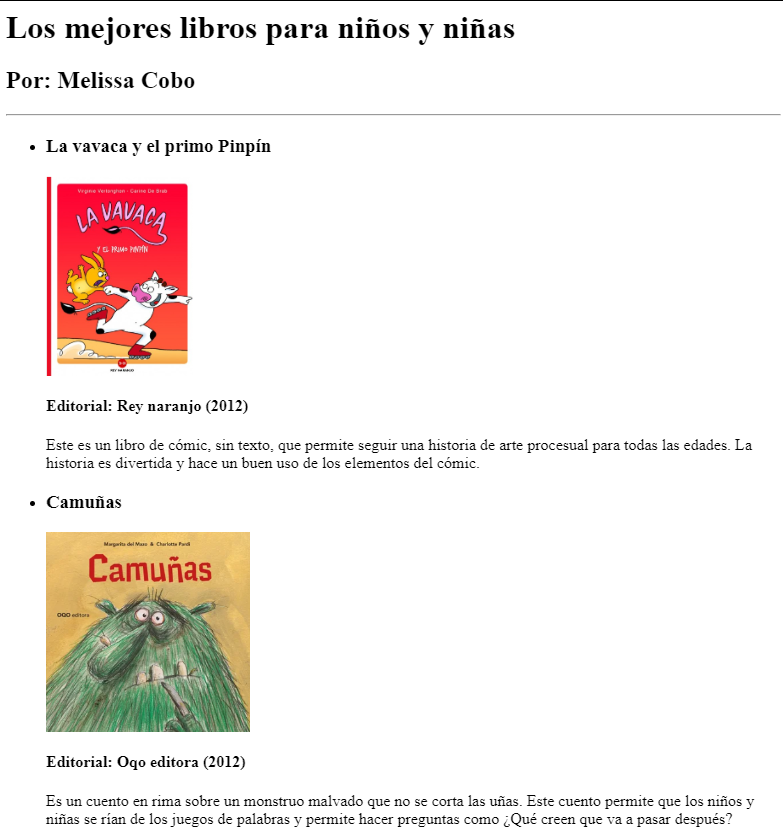 Los mejores libros para niños y niñas
Por: Melissa Cobo
La vavaca y el primo Pinpín
Virginie Vanbrughen - Carine De Brab
LA VAVACA
Y EL PRIMO PINPÍN
REY NARANJO
Editorial: Rey naranjo (2012)
Este es un libro de cómic, sin texto, que permite seguir una historia de arte procesual para todas las edades. La
historia es divertida y hace un buen uso de los elementos del cómic.
Camuñas
Margarita del Mazo & Charlotte Pardi
Camuñas
OQO editora
Editorial: Oqo editora (2012)
Es un cuento en rima sobre un monstruo malvado que no se corta las uñas. Este cuento permite que los niños y
niñas se rían de los juegos de palabras y permite hacer preguntas como ¿Qué creen que va a pasar después?